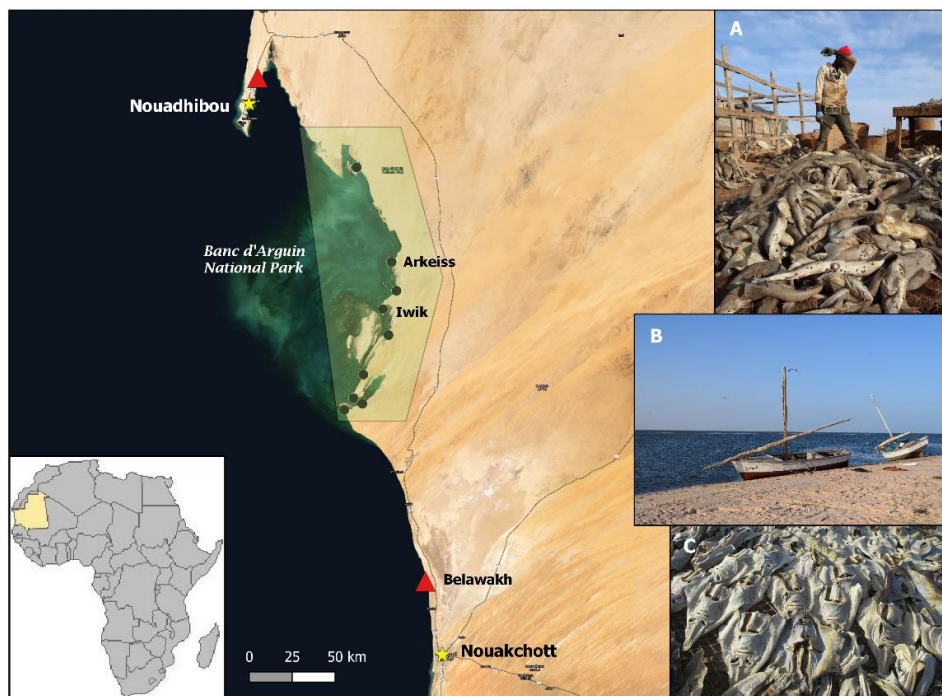 A
Nouadhibou
Banc d'Arguin
National Park
Arkeiss
Iwik
B
Belawakh
C
Nouakchott
0 25 50 km